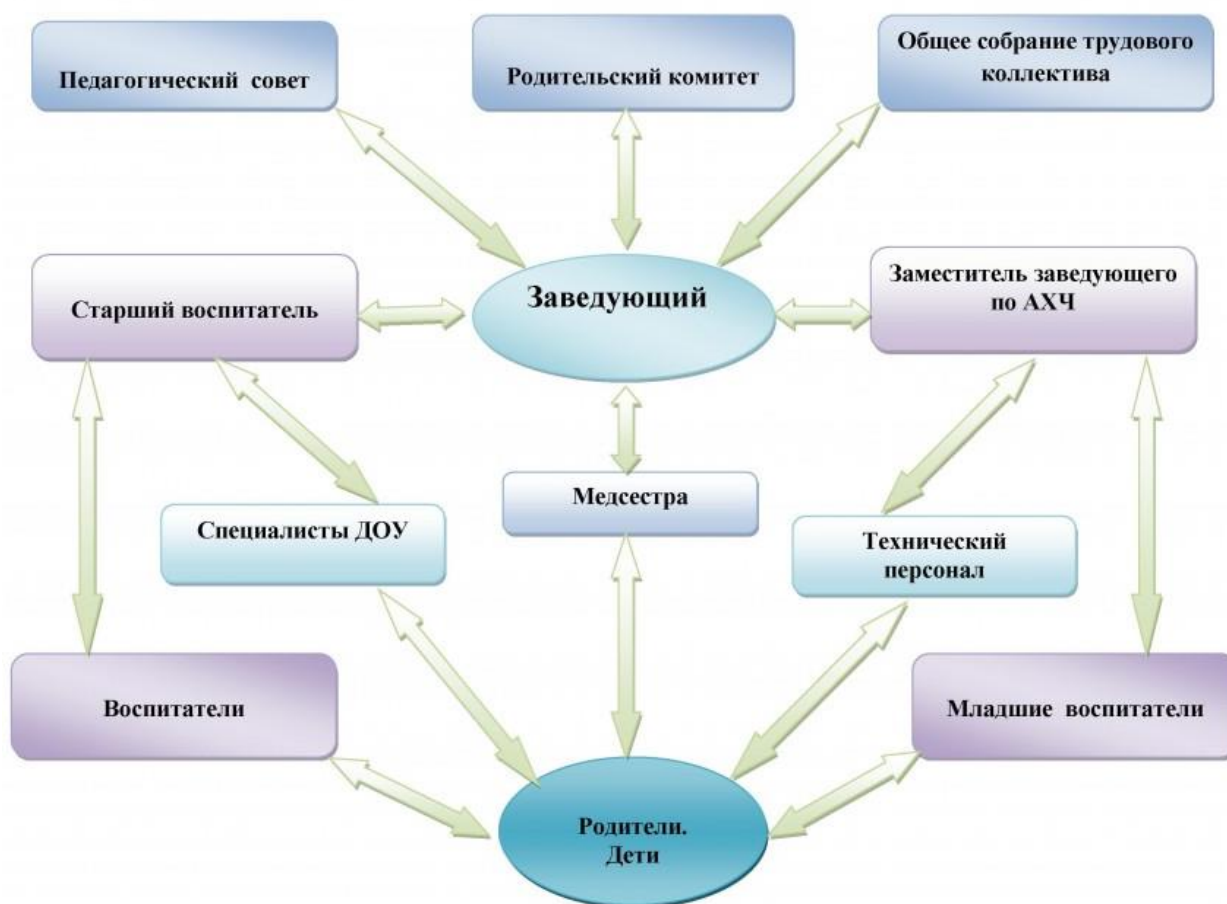 Педагогический совет
Родительский комитет
Общее собрание трудового
коллектива
Старший воспитатель
Заведующий
Заместитель заведующего
по АХЧ
Специалисты ДОУ
Медсестра
Технический
персонал
Воспитатели
Младшие воспитатели
Родители.
Дети